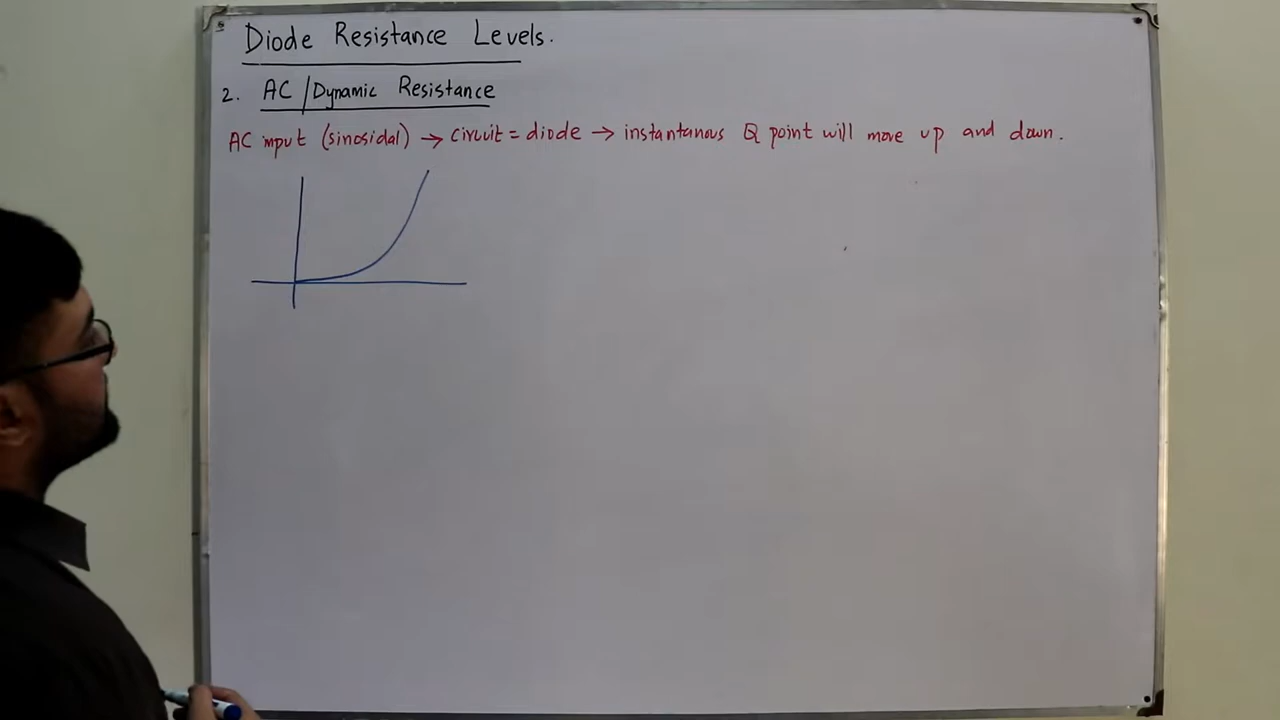 Diode Resistance Levels.
2. AC/Dynamic Resistance
AC input (sinosidal) → circuit = diode → instantanous Q point will move up and down.